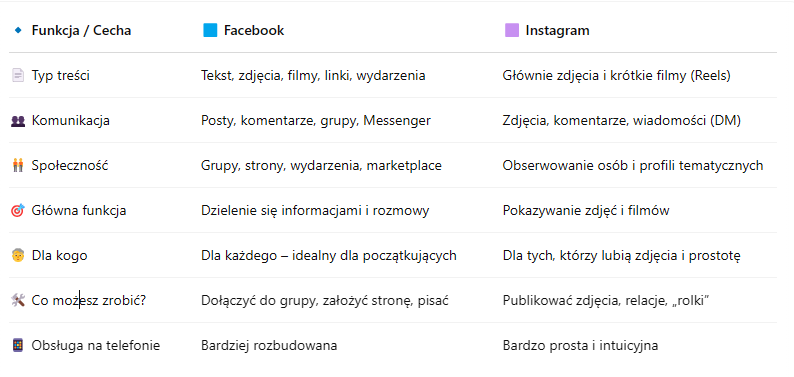 Funkcja / Cecha Facebook Instagram
Typ treści Tekst, zdjęcia, filmy, linki, wydarzenia Głównie zdjęcia i krótkie filmy (Reels)
Komunikacja Posty, komentarze, grupy, Messenger Zdjęcia, komentarze, wiadomości (DM)
Społeczność Grupy, strony, wydarzenia, marketplace Obserwowanie osób i profili tematycznych
Główna funkcja Dzielenie się informacjami i rozmowy Pokazywanie zdjęć i filmów
Dla kogo Dla każdego – idealny dla początkujących Dla tych, którzy lubią zdjęcia i prostotę
Co możesz zrobić? Dołączyć do grupy, założyć stronę, pisać Publikować zdjęcia, relacje, „rolki”
Obsługa na telefonie Bardziej rozbudowana Bardzo prosta i intuicyjna